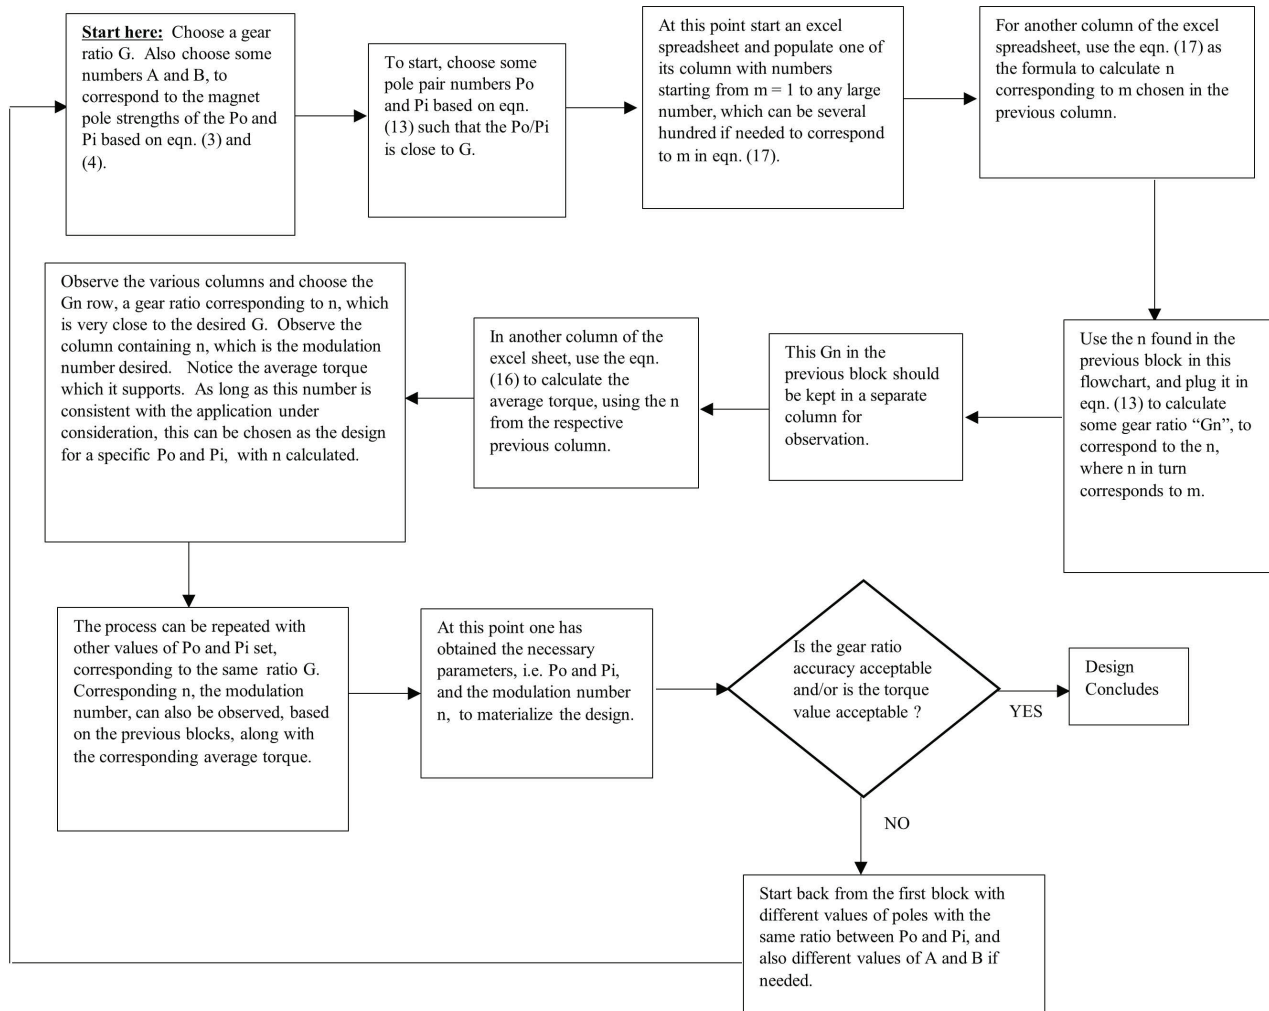 Start here: Choose a gear
ratio G. Also choose some
numbers A and B, to
correspond to the magnet
pole strengths of the Po and
Pi based on eqn. (3) and
(4).
To start, choose some
pole pair numbers Po
and Pi based on eqn.
(13) such that the Po/Pi
is close to G.
At this point start an excel
spreadsheet and populate one of
its column with numbers
starting from m = 1 to any large
number, which can be several
hundred if needed to correspond
to m in eqn. (17).
For another column of the excel
spreadsheet, use the eqn. (17) as
the formula to calculate n
corresponding to m chosen in the
previous column.
Use the n found in the
previous block in this
flowchart, and plug it in
eqn. (13) to calculate
some gear ratio “Gn”, to
correspond to the n,
where n in turn
corresponds to m.
This Gn in the
previous block should
be kept in a separate
column for
observation.
In another column of the
excel sheet, use the eqn.
(16) to calculate the
average torque, using the n
from the respective
previous column.
Observe the various columns and choose the
Gn row, a gear ratio corresponding to n, which
is very close to the desired G. Observe the
column containing n, which is the modulation
number desired. Notice the average torque
which it supports. As long as this number is
consistent with the application under
consideration, this can be chosen as the design
for a specific Po and Pi, with n calculated.
The process can be repeated with
other values of Po and Pi set,
corresponding to the same ratio G.
Corresponding n, the modulation
number, can also be observed, based
on the previous blocks, along with
the corresponding average torque.
At this point one has
obtained the necessary
parameters, i.e. Po and Pi,
and the modulation number
n, to materialize the design.
Is the gear ratio
accuracy acceptable
and/or is the torque
value acceptable ?
YES
Design
Concludes
NO
Start back from the first block with
different values of poles with the
same ratio between Po and Pi, and
also different values of A and B if
needed.